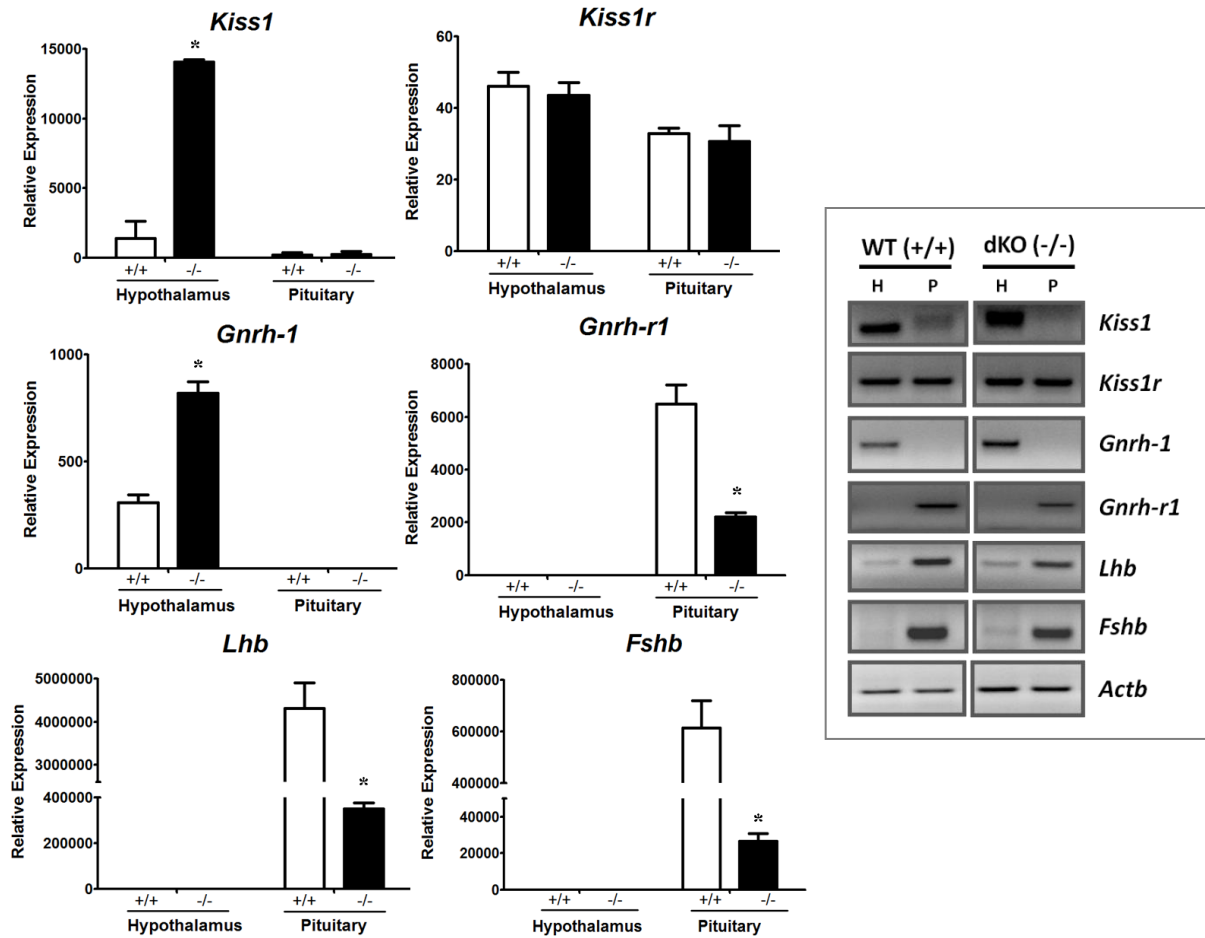 Kiss1
Relative Expression
15000
10000
5000
0
*
+/+ -/- +/+ -/-
Hypothalamus Pituitary
Kiss1r
Relative Expression
60
40
20
0
+/+ -/- +/+ -/-
Hypothalamus Pituitary
Gnrh-1
Relative Expression
1000
500
0
*
+/+ -/- +/+ -/-
Hypothalamus Pituitary
Gnrh-r1
Relative Expression
8000
6000
4000
2000
0
*
+/+ -/- +/+ -/-
Hypothalamus Pituitary
Lhb
Relative Expression
5000000
4000000
3000000
2000000
400000
200000
0
*
+/+ -/- +/+ -/-
Hypothalamus Pituitary
Fshb
Relative Expression
800000
600000
400000
40000
20000
0
*
+/+ -/- +/+ -/-
Hypothalamus Pituitary
WT (+/+) dKO (-/-)
H P H P
Kiss1
Kiss1r
Gnrh-1
Gnrh-r1
Lhb
Fshb
Actb